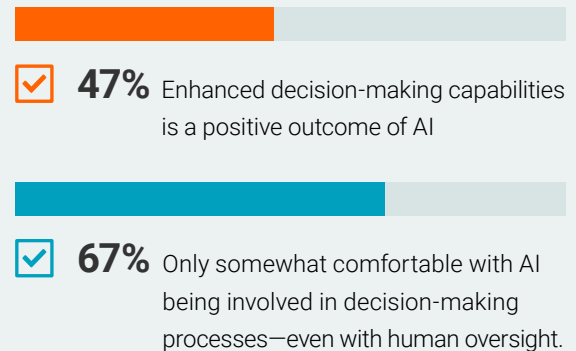 47% Enhanced decision-making capabilities
is a positive outcome of AI
67% Only somewhat comfortable with AI
being involved in decision-making
processes—even with human oversight.